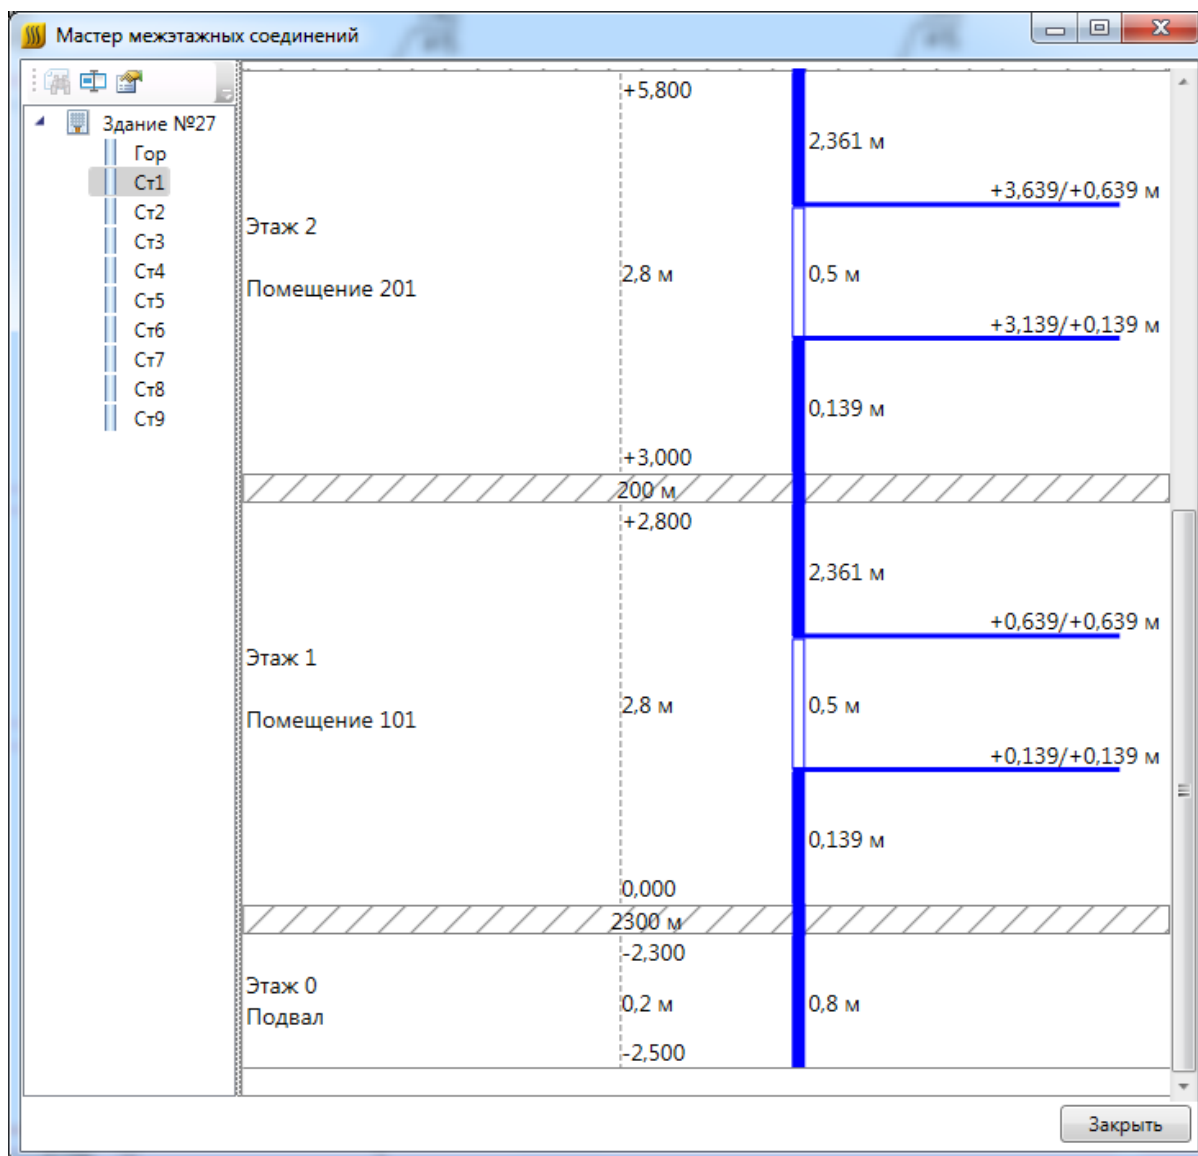 Мастер межэтажных соединений
Здание №27
Гор
Ст1
Ст2
Ст3
Ст4
Ст5
Ст6
Ст7
Ст8
Ст9
+5,800
2,361 м
+3,639/+0,639 м
Этаж 2
2,8 м
0,5 м
Помещение 201
+3,139/+0,139 м
0,139 м
+3,000
200 м
+2,800
2,361 м
+0,639/+0,639 м
Этаж 1
2,8 м
0,5 м
Помещение 101
+0,139/+0,139 м
0,139 м
0,000
2300 м
-2,300
Этаж 0
0,2 м
0,8 м
Подвал
-2,500
Закрыть